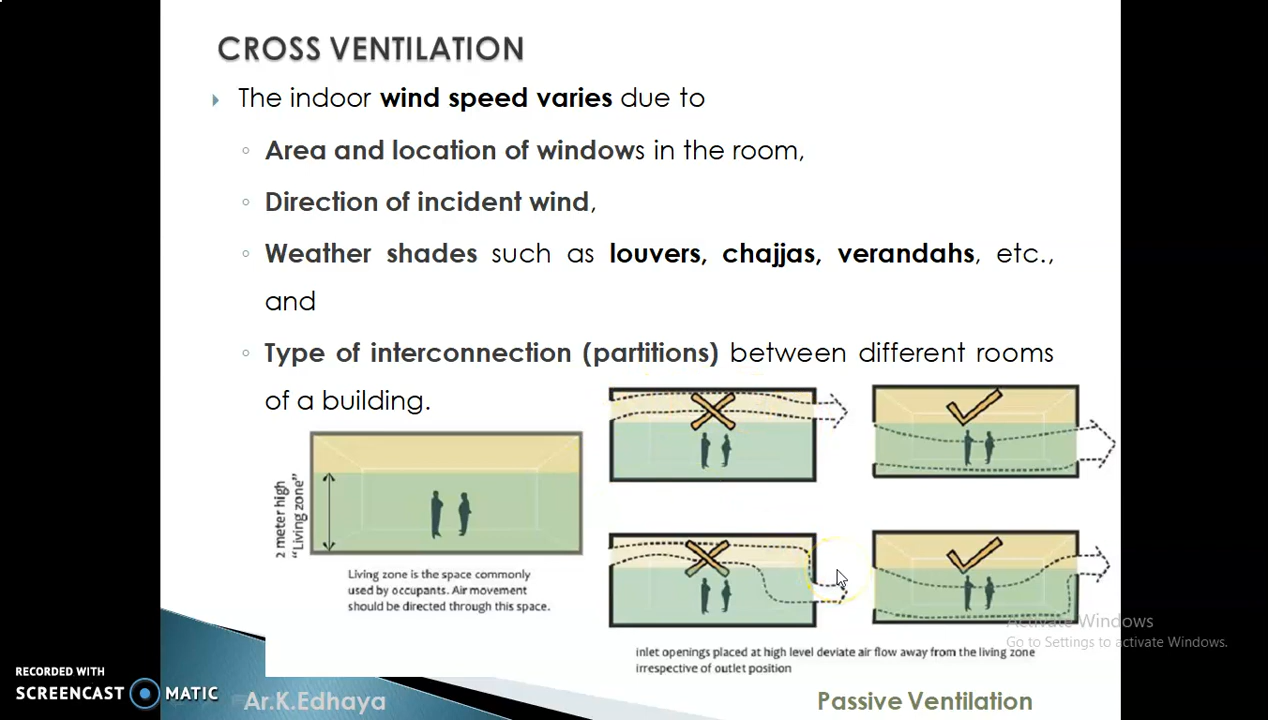 CROSS VENTILATION
The indoor wind speed varies due to
Area and location of windows in the room,
Direction of incident wind,
Weather shades such as louvers, chajjas, verandahs, etc.,
and
Type of interconnection (partitions) between different rooms
of a building.
2 meter high
"Living zone"
Living zone is the space commonly
used by occupants. Air movement
should be directed through this space.
Activate Windows
Go to Settings to activate Windows.
Inlet openings placed at high level deviate air flow away from the living zone
irrespective of outlet position
RECORDED WITH
SCREENCAST MATIC
Ar.K.Edhaya
Passive Ventilation